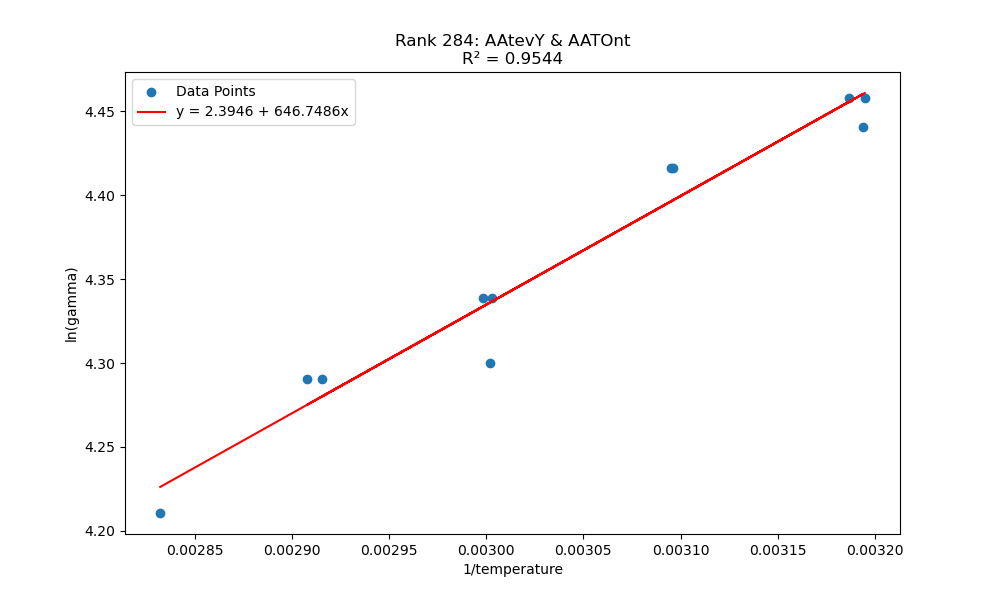 Rank 284: AAtevY & AATOnt
R² = 0.9544
Data Points
y = 2.3946 + 646.7486x
4.45
4.40
4.35
4.30
4.25
4.20
ln(gamma)
0.00285 0.00290 0.00295 0.00300 0.00305 0.00310 0.00315 0.00320
1/temperature